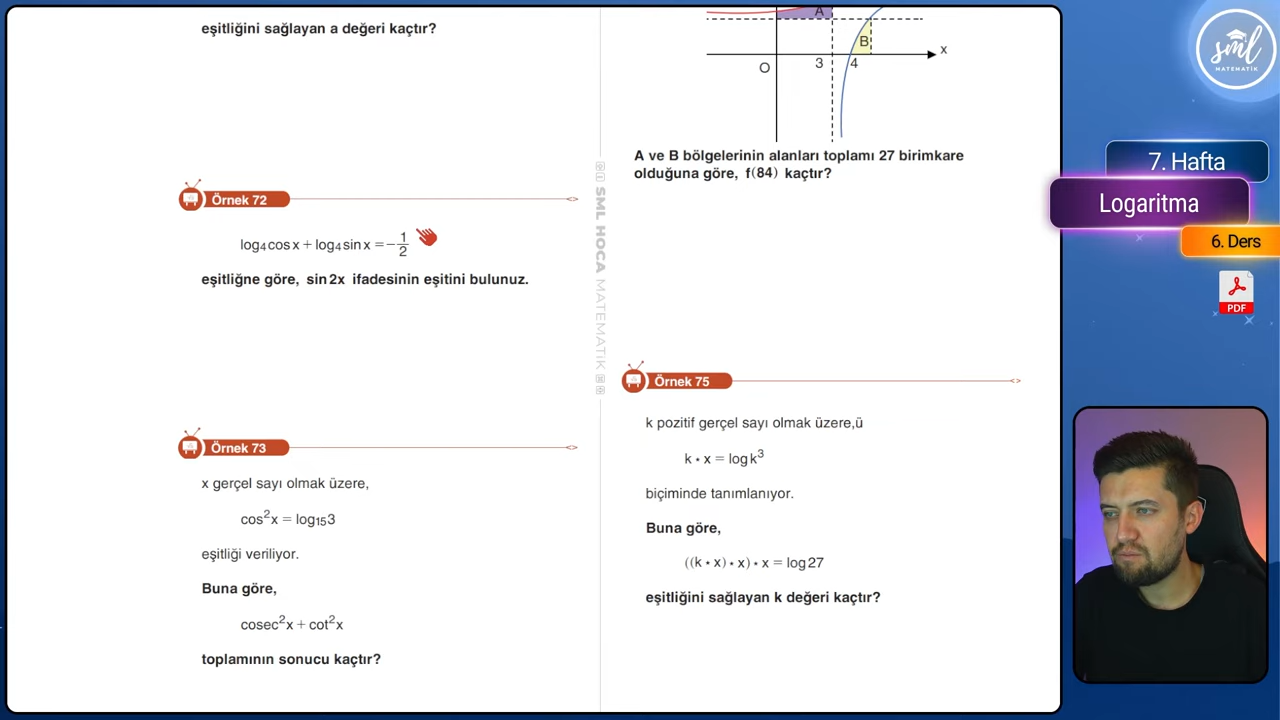 eşitliğini sağlayan a değeri kaçtır?
Örnek 72
log₄cos x + log₄sin x = −1/2
eşitliğne göre, sin 2x ifadesinin eşitini bulunuz.
Örnek 73
x gerçel sayı olmak üzere,
cos²x = log₁₅3
eşitliği veriliyor.
Buna göre,
cosec²x + cot²x
toplamının sonucu kaçtır?
SML HOCA MATEMATİK
A
B
x
O
3
4
A ve B bölgelerinin alanları toplamı 27 birimkare
olduğuna göre, f(84) kaçtır?
Örnek 75
k pozitif gerçel sayı olmak üzere,ü
k ⋆ x = log k³
biçiminde tanımlanıyor.
Buna göre,
((k ⋆ x) ⋆ x) ⋆ x = log 27
eşitliğini sağlayan k değeri kaçtır?
sml
MATEMATİK
7. Hafta
Logaritma
6. Ders
PDF